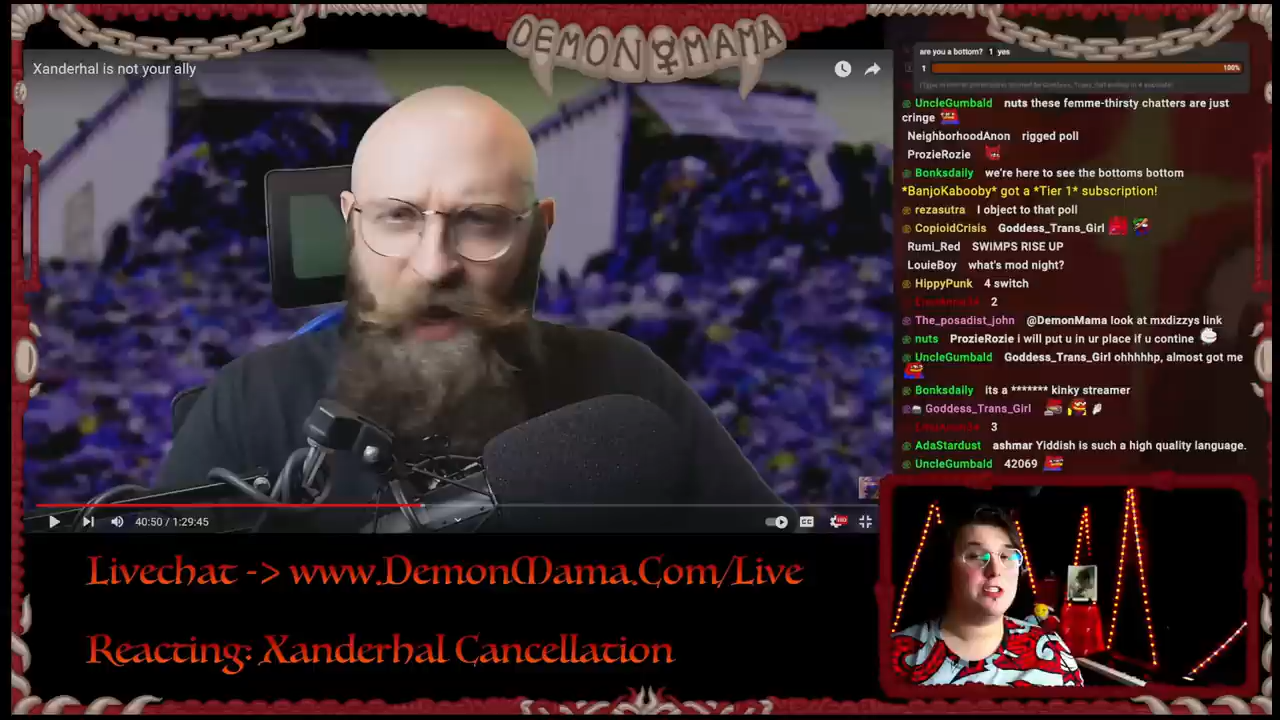 DEMON MAMA
Xanderhal is not your ally
are you a bottom? 1 yes
1 100%
UncleGumbald nuts these femme-thirsty chatters are just
cringe
NeighborhoodAnon rigged poll
ProzieRozie
Bonksdaily we're here to see the bottoms bottom
*BanjoKabooby* got a *Tier 1* subscription!
rezasutra I object to that poll
CopioidCrisis Goddess_Trans_Girl
Rumi_Red SWIMPS RISE UP
LouieBoy what's mod night?
HippyPunk 4 switch
2
The_posadist_john @DemonMama look at mxdizzys link
nuts ProzieRozie i will put u in ur place if u contine
UncleGumbald Goddess_Trans_Girl ohhhhhp, almost got me
Bonksdaily its a ******* kinky streamer
Goddess_Trans_Girl
3
AdaStardust ashmar Yiddish is such a high quality language.
UncleGumbald 42069
40:50 / 1:29:45
CC
HD
Livechat -> www.DemonMama.Com/Live
Reacting: Xanderhal Cancellation